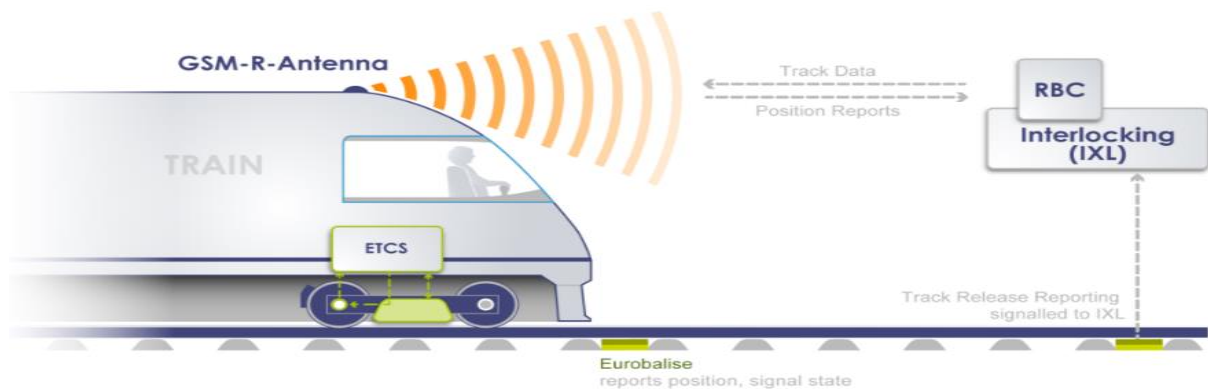 GSM-R-Antenna
Track Data
Position Reports
RBC
Interlocking
(IXL)
TRAIN
ETCS
Track Release Reporting
signalled to IXL
Eurobalise
reports position, signal state